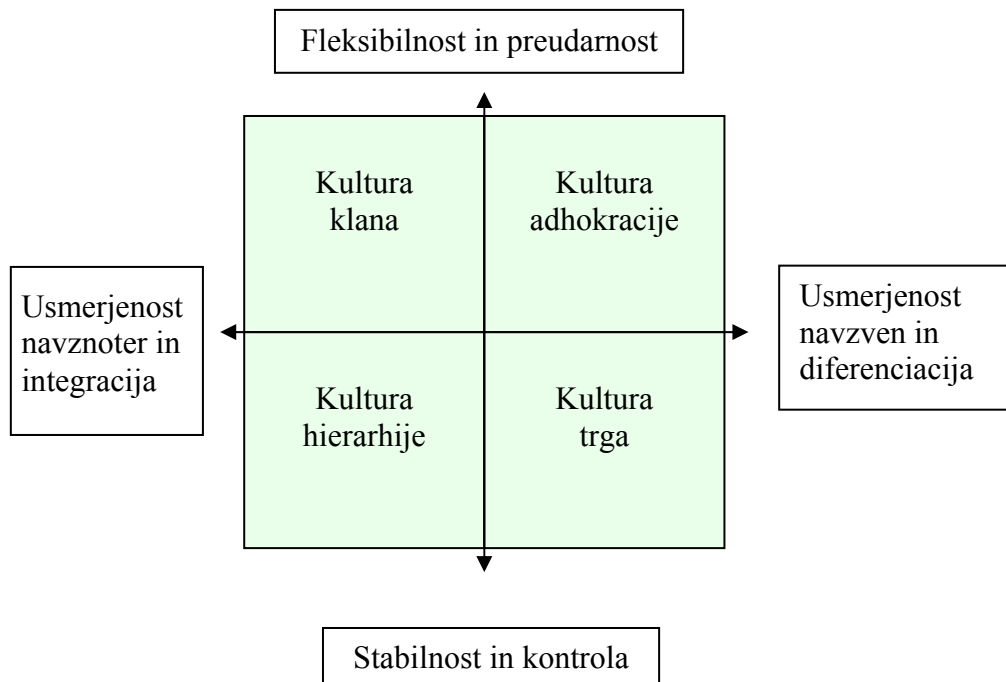 Fleksibilnost in preudarnost
Kultura
klana
Kultura
adhokracije
Usmerjenost
navznoter in
integracija
Usmerjenost
navzven in
diferenciacija
Kultura
hierarhije
Kultura
trga
Stabilnost in kontrola